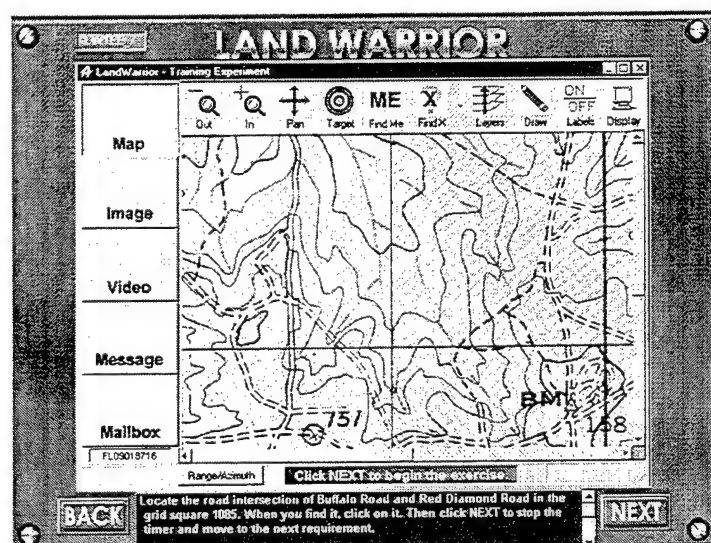 LAND WARRIOR
LandWarrior - Training Experiment
Out In Pan Target Find Me Find X Layers Draw Labels Display
ME X ON OFF
Map
Image
Video
Message
Mailbox
757
BM
158
FL09018716
Range/Azimuth
Click NEXT to begin the exercise
BACK
Locate the road intersection of Buffalo Road and Red Diamond Road in the
grid square 1085. When you find it, click on it. Then click NEXT to stop the
timer and move to the next requirement.
NEXT